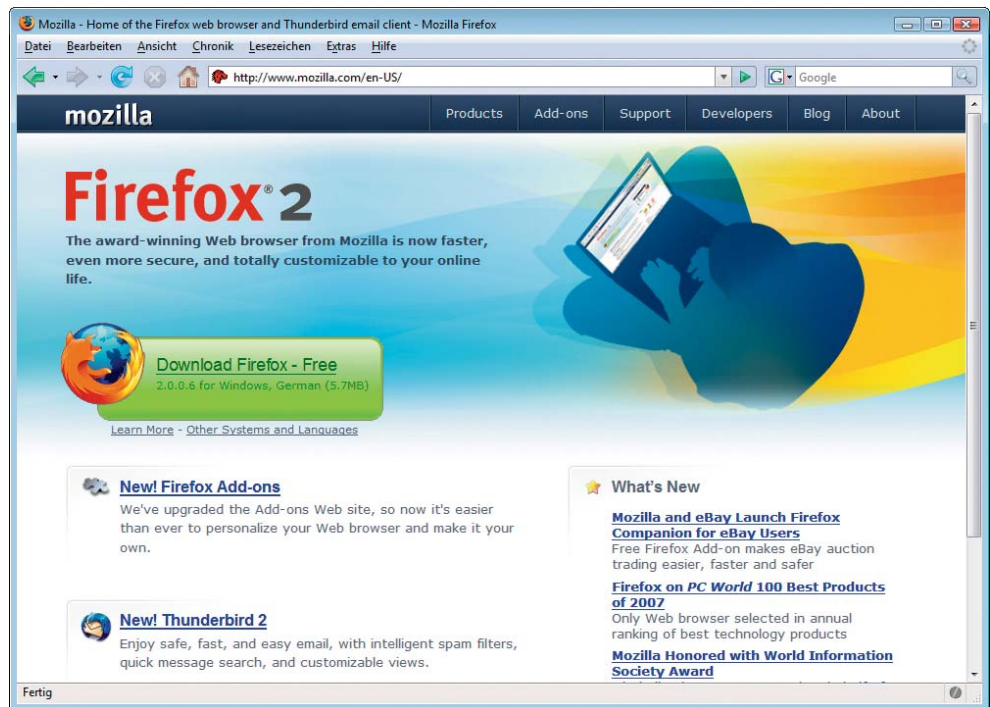 Mozilla - Home of the Firefox web browser and Thunderbird email client - Mozilla Firefox
Datei Bearbeiten Ansicht Chronik Lesezeichen Extras Hilfe
http://www.mozilla.com/en-US/
G Google
mozilla
Products Add-ons Support Developers Blog About
Firefox® 2
The award-winning Web browser from Mozilla is now faster,
even more secure, and totally customizable to your online
life.
Download Firefox - Free
2.0.0.6 for Windows, German (5.7MB)
Learn More - Other Systems and Languages
New! Firefox Add-ons
We've upgraded the Add-ons Web site, so now it's easier
than ever to personalize your Web browser and make it your
own.
New! Thunderbird 2
Enjoy safe, fast, and easy email, with intelligent spam filters,
quick message search, and customizable views.
What's New
Mozilla and eBay Launch Firefox
Companion for eBay Users
Free Firefox Add-on makes eBay auction
trading easier, faster and safer
Firefox on PC World 100 Best Products
of 2007
Only Web browser selected in annual
ranking of best technology products
Mozilla Honored with World Information
Society Award
Fertig